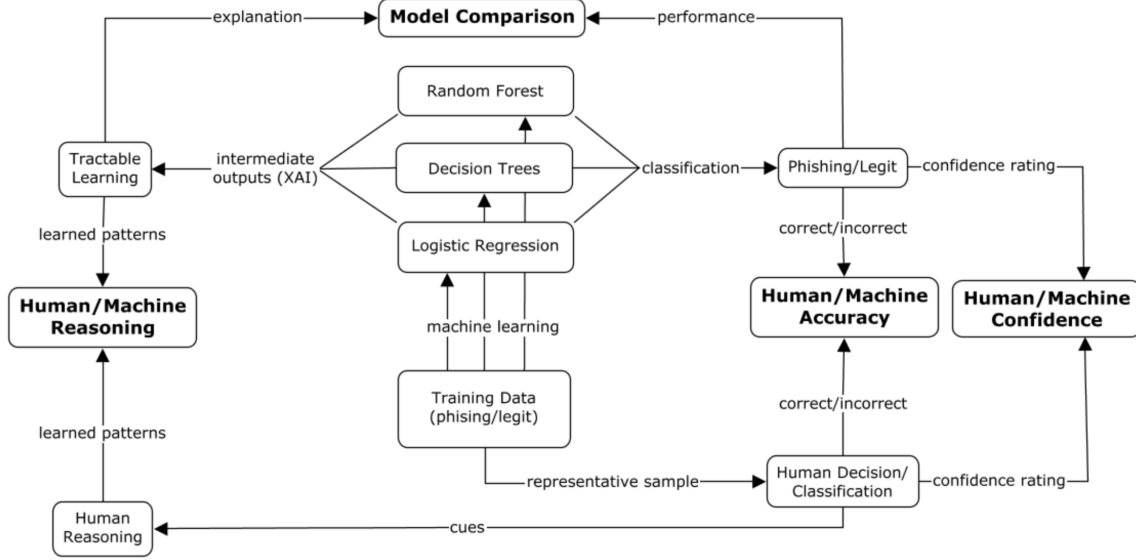 explanation
Model Comparison
performance
Random Forest
Tractable
Learning
intermediate
outputs (XAI)
Decision Trees
classification
Phishing/Legit
confidence rating
learned patterns
Logistic Regression
correct/incorrect
Human/Machine
Reasoning
Human/Machine
Accuracy
Human/Machine
Confidence
machine learning
Training Data
(phising/legit)
correct/incorrect
learned patterns
representative sample
Human Decision/
Classification
confidence rating
Human
Reasoning
cues